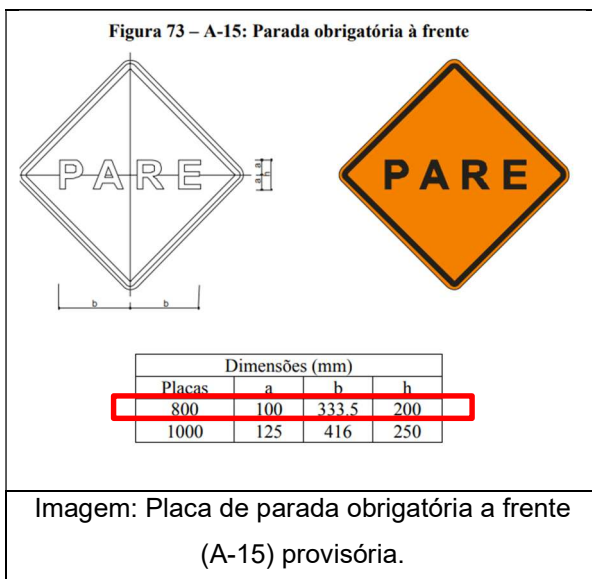 Figura 73 – A-15: Parada obrigatória à frente
PARE
a
a
h
b
b
PARE
Dimensões (mm)
Placas a b h
800 100 333.5 200
1000 125 416 250
Imagem: Placa de parada obrigatória a frente
(A-15) provisória.